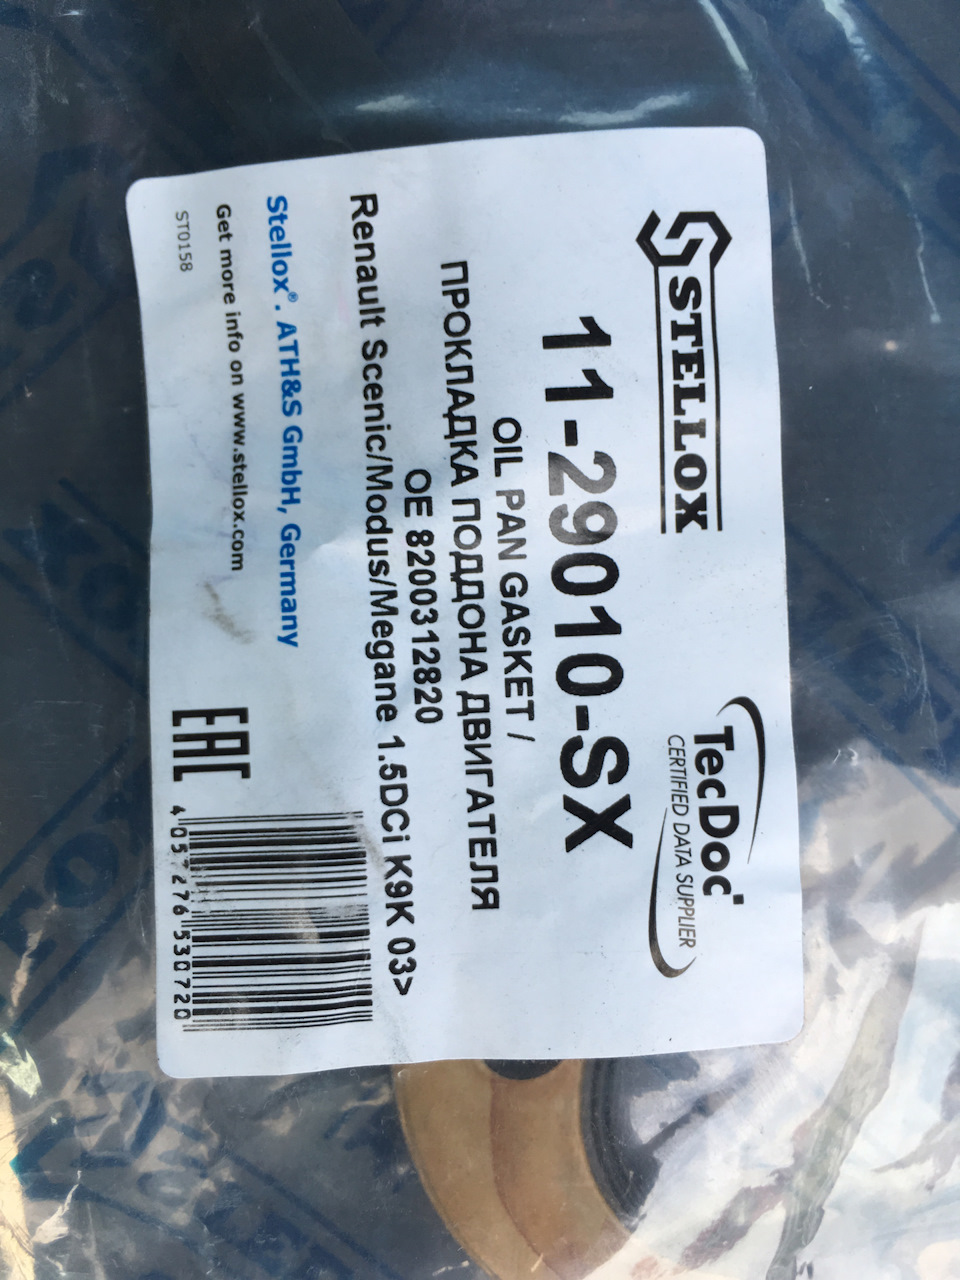 STELLOX
TecDoc
CERTIFIED DATA SUPPLIER
11-29010-SX
OIL PAN GASKET /
ПРОКЛАДКА ПОДДОНА ДВИГАТЕЛЯ
OE 8200312820
Renault Scenic/Modus/Megane 1.5DCi K9K 03>
Stellox®. ATH&S GmbH, Germany
Get more info on www.stellox.com
ST0158
EAC
4 057276 530720